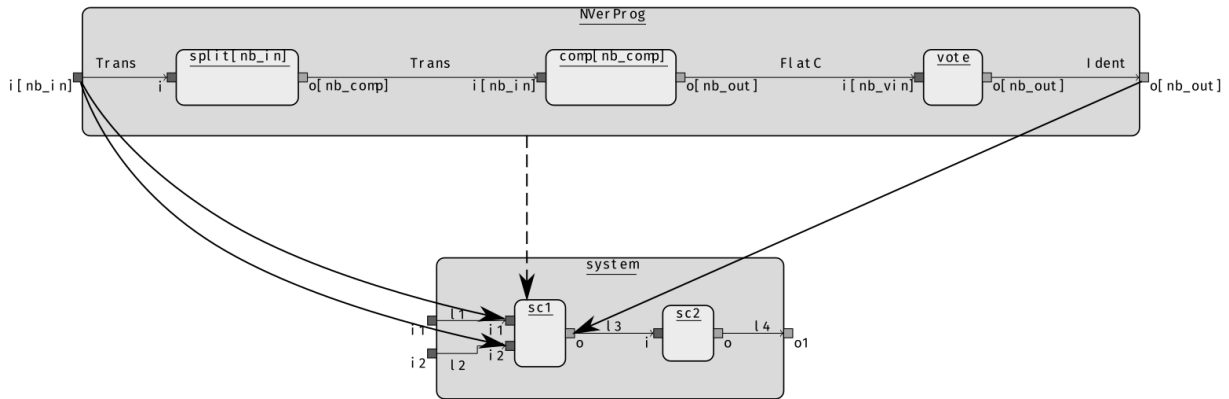 NVerProg
split[nb_in]
comp[nb_comp]
vote
Trans
Trans
FlatC
Ident
i[nb_in]
i
o[nb_comp]
i[nb_in]
o[nb_out]
i[nb_vin]
o[nb_out]
o[nb_out]
system
sc1
sc2
l1
i1
i1
l3
l4
i2
l2
i2
o
i
o
o1